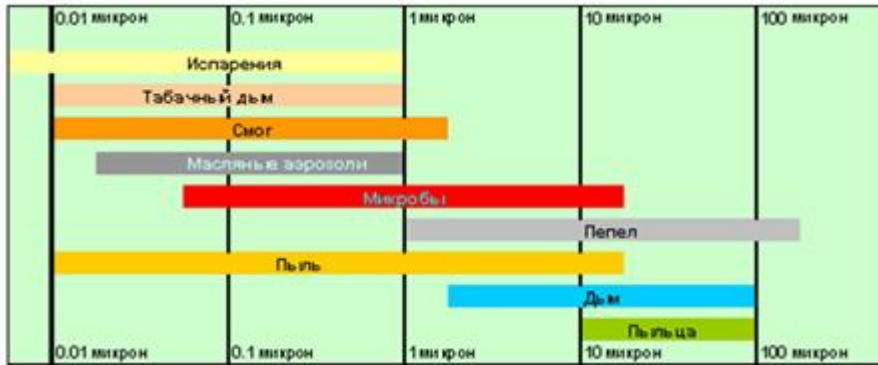 0.01 микрон 0.1 микрон 1 микрон 10 микрон 100 микрон
Испарения
Табачный дым
Смог
Масляные аэрозоли
Микробы
Пепел
Пыль
Дым
Пыльца
0.01 микрон 0.1 микрон 1 микрон 10 микрон 100 микрон